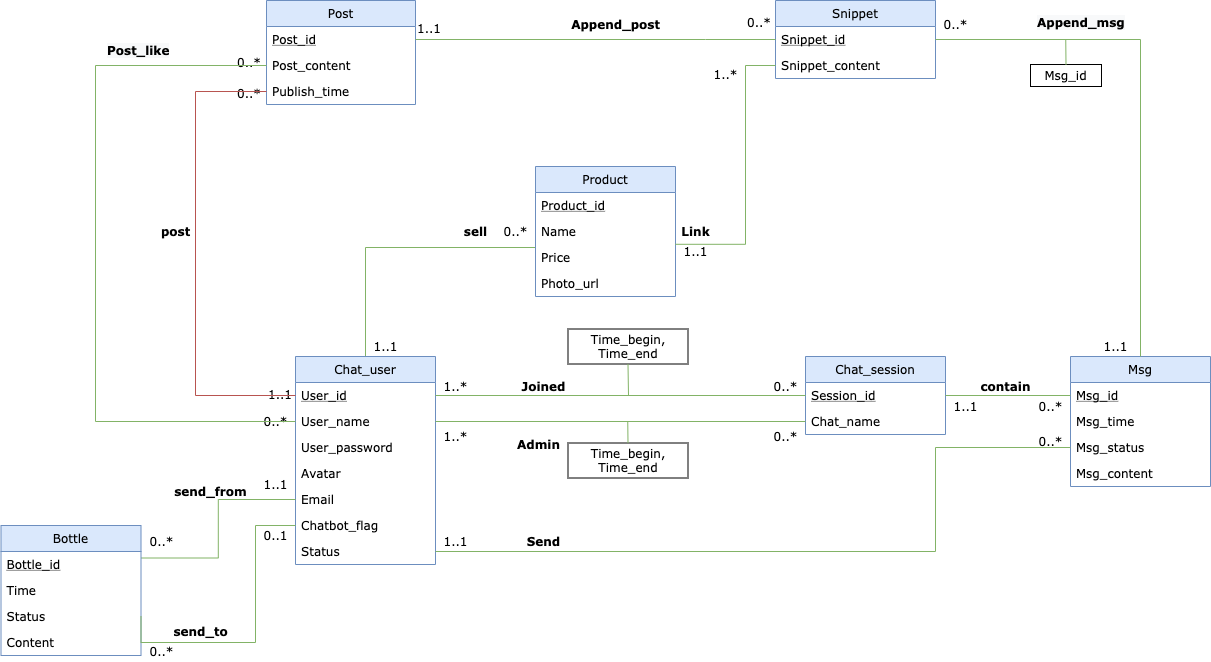 Post
Snippet
1..1
Append_post
0..*
0..*
Append_msg
Post_id
Snippet_id
Post_like
0..*
Post_content
1..*
Snippet_content
Msg_id
0..*
Publish_time
Product
Product_id
post
sell
0..*
Name
Link
1..1
Price
Photo_url
1..1
Time_begin,
Time_end
1..1
Chat_user
Chat_session
Msg
1..*
Joined
0..*
contain
1..1
User_id
Session_id
1..1
0..*
Msg_id
0..*
User_name
Chat_name
Msg_time
1..*
Admin
0..*
0..*
User_password
Msg_status
Time_begin,
Time_end
Avatar
Msg_content
send_from
1..1
Email
0..1
Chatbot_flag
Bottle
0..*
Status
1..1
Send
Bottle_id
Time
Status
send_to
Content
0..*